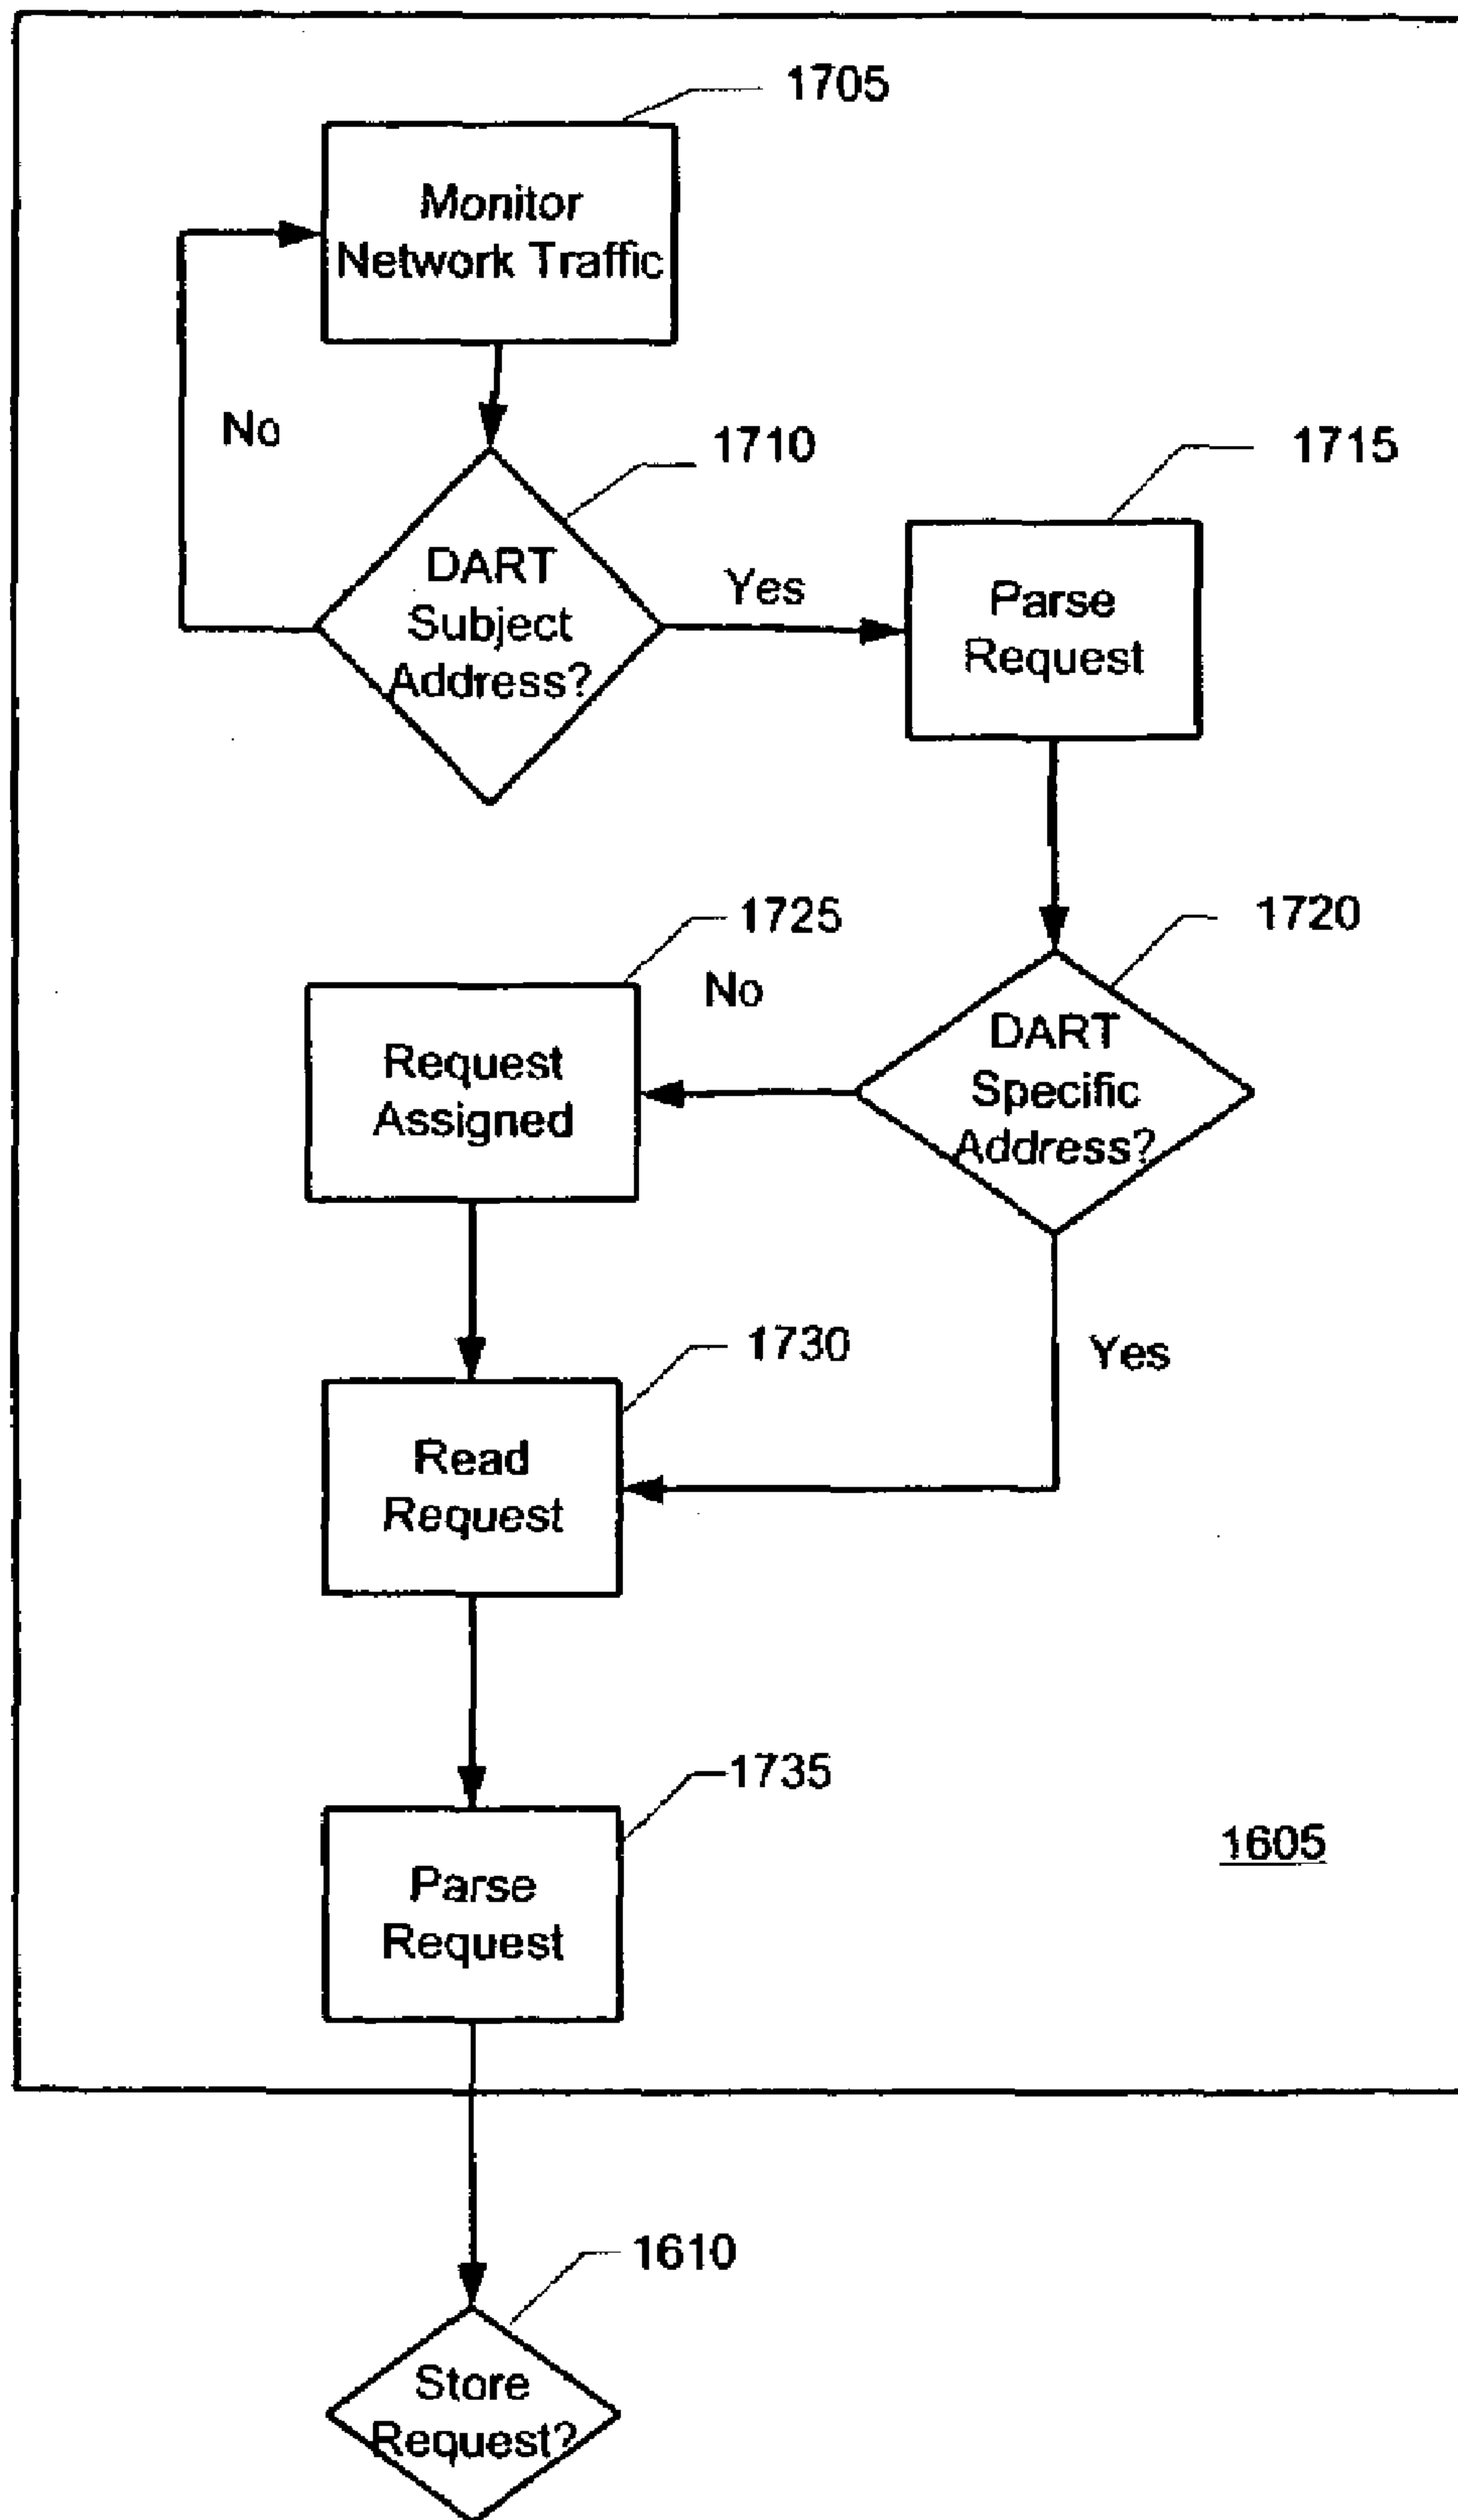 1705
Monitor
Network Traffic
No
1710
1715
DART
Subject
Address?
Yes
Parse
Request
1725
1720
No
Request
Assigned
DART
Specific
Address?
1730
Yes
Read
Request
1735
Parse
Request
1605
1610
Store
Request?